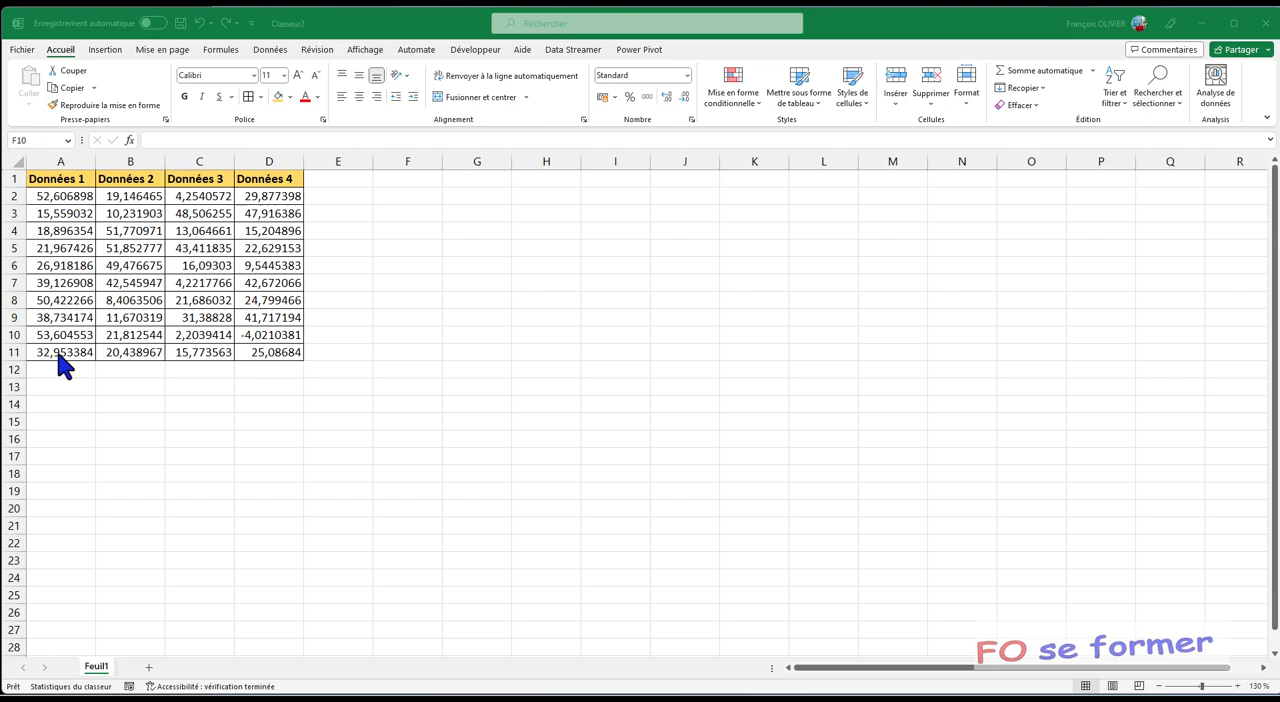 Enregistrement automatique Classeur2 Rechercher François OLIVIER
Fichier Accueil Insertion Mise en page Formules Données Révision Affichage Automate Développeur Aide Data Streamer Power Pivot Commentaires Partager
Coller Couper Copier Reproduire la mise en forme
Calibri 11 G I S
Renvoyer à la ligne automatiquement
Fusionner et centrer
Standard
% 000
Mise en forme conditionnelle Mettre sous forme de tableau Styles de cellules
Insérer Supprimer Format
Somme automatique Recopier Effacer
Trier et filtrer Rechercher et sélectionner Analyse de données
Presse-papiers Police Alignement Nombre Styles Cellules Édition Analysis
F10 fx
A B C D E F G H I J K L M N O P Q R
1 Données 1 Données 2 Données 3 Données 4
2 52,606898 19,146465 4,2540572 29,877398
3 15,559032 10,231903 48,506255 47,916386
4 18,896354 51,770971 13,064661 15,204896
5 21,967426 51,852777 43,411835 22,629153
6 26,918186 49,476675 16,09303 9,5445383
7 39,126908 42,545947 4,2217766 42,672066
8 50,422266 8,4063506 21,686032 24,799466
9 38,734174 11,670319 31,38828 41,717194
10 53,604553 21,812544 2,2039414 -4,0210381
11 32,953384 20,438967 15,773563 25,08684
12
13
14
15
16
17
18
19
20
21
22
23
24
25
26
27
28
FO se former
Feuil1
Prêt Statistiques du classeur Accessibilité : vérification terminée 130 %